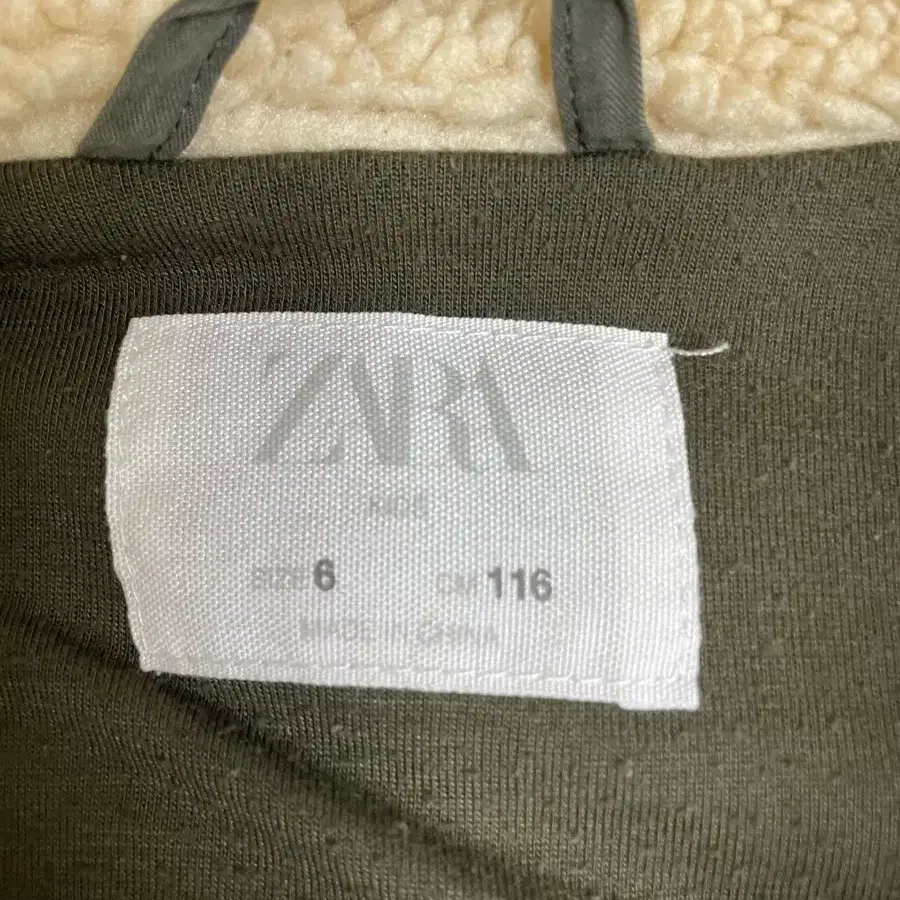 ZARA
KIDS
SIZE 6 CM 116
MADE IN CHINA